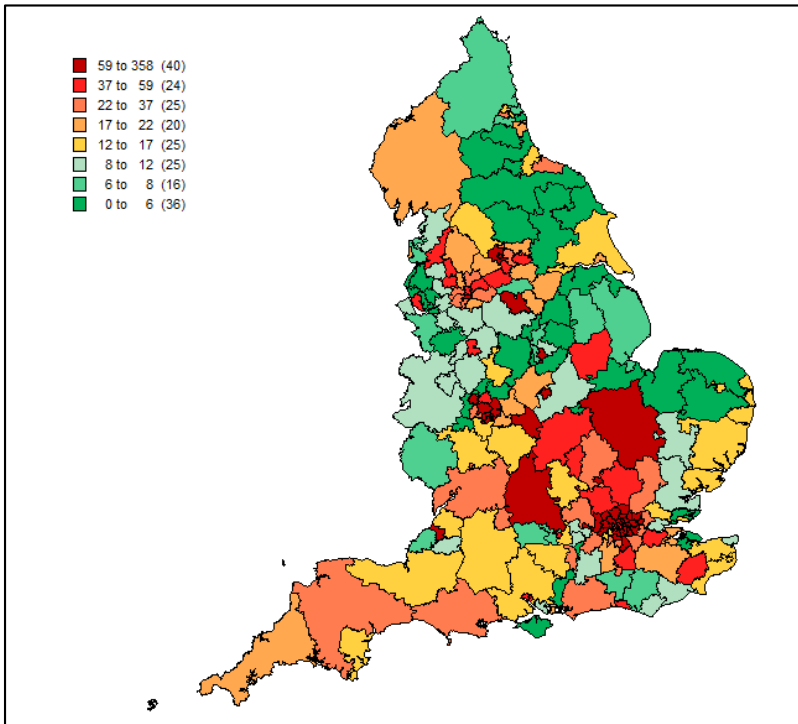 59 to 358 (40)
37 to 59 (24)
22 to 37 (25)
17 to 22 (20)
12 to 17 (25)
8 to 12 (25)
6 to 8 (16)
0 to 6 (36)